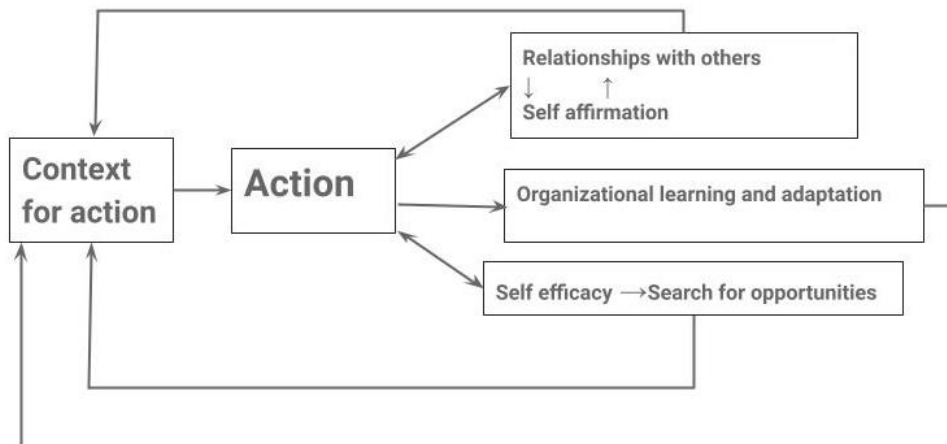 Relationships with others
↓ ↑
Self affirmation
Context
for action
Action
Organizational learning and adaptation
Self efficacy →Search for opportunities